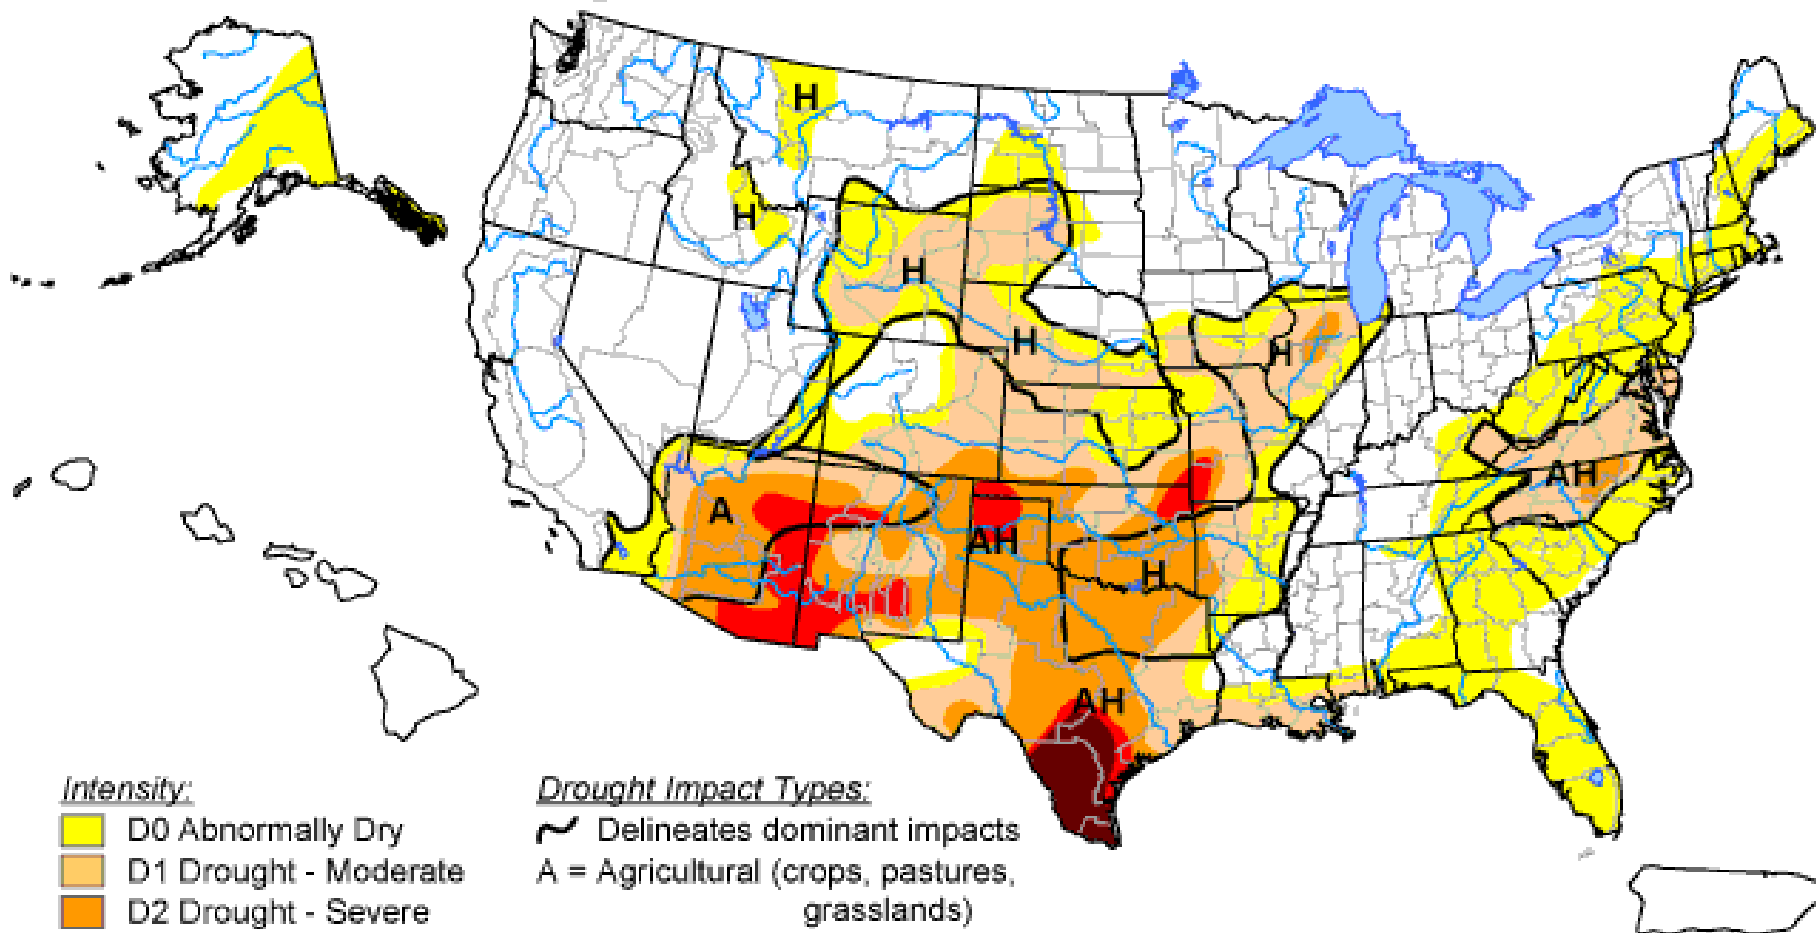 H
H
H
H
H
A
AH
AH
H
AH
Intensity:
D0 Abnormally Dry
D1 Drought - Moderate
D2 Drought - Severe
Drought Impact Types:
Delineates dominant impacts
A = Agricultural (crops, pastures,
grasslands)